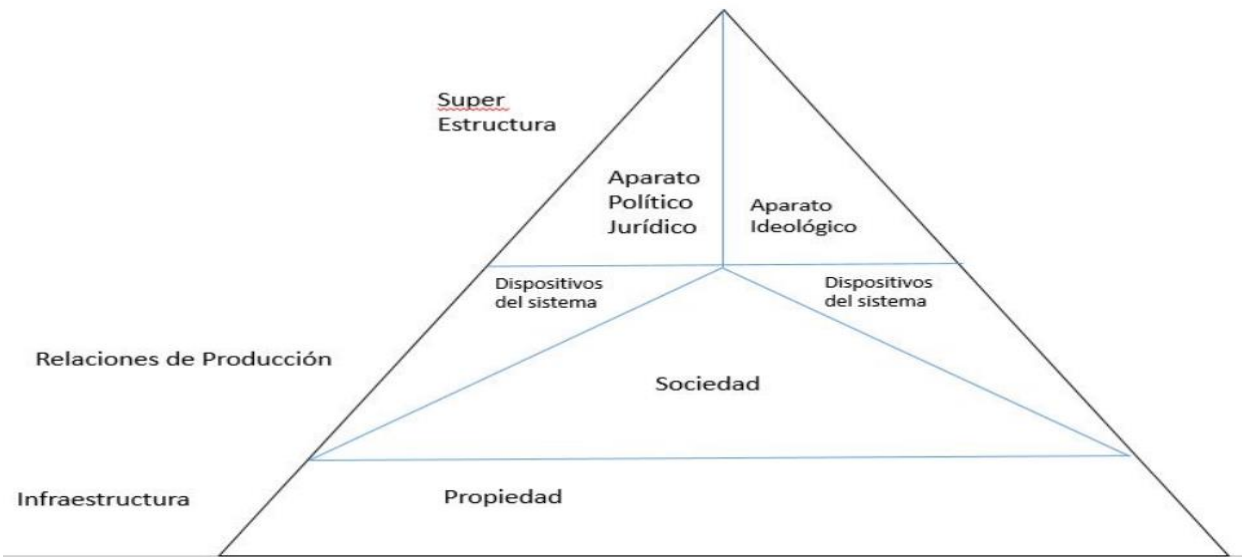 Super
Estructura
Aparato
Político
Jurídico
Aparato
Ideológico
Dispositivos
del sistema
Dispositivos
del sistema
Relaciones de Producción
Sociedad
Infraestructura
Propiedad